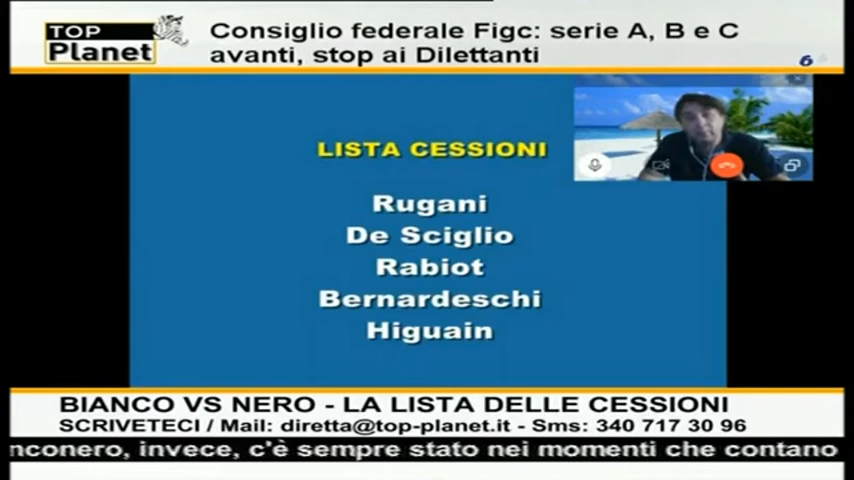 TOP
Planet
Consiglio federale Figc: serie A, B e C
avanti, stop ai Dilettanti
6
LISTA CESSIONI
Rugani
De Sciglio
Rabiot
Bernardeschi
Higuain
BIANCO VS NERO - LA LISTA DELLE CESSIONI
SCRIVETECI / Mail: diretta@top-planet.it - Sms: 340 717 30 96
nconero, invece, c'è sempre stato nei momenti che contano